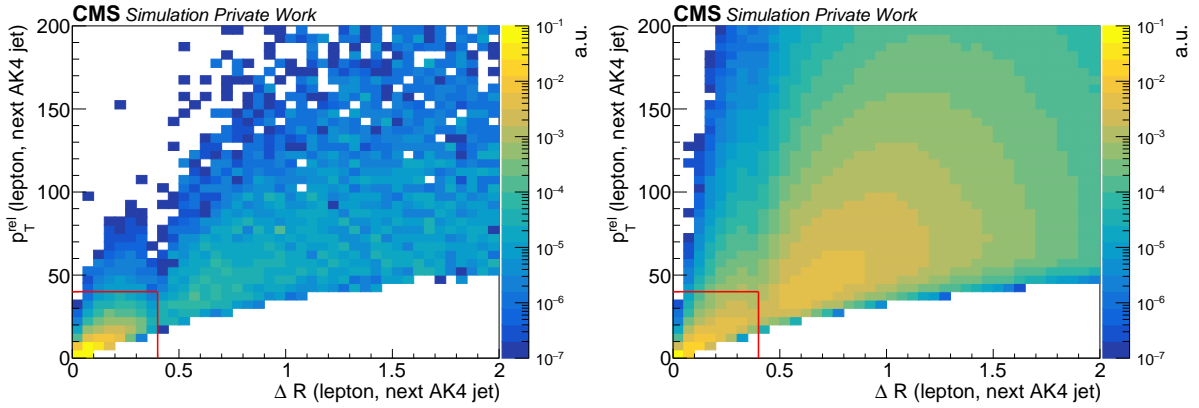 CMS Simulation Private Work
200
150
100
50
0
0 0.5 1 1.5 2
p_T^rel (lepton, next AK4 jet)
Δ R (lepton, next AK4 jet)
10⁻¹
10⁻²
10⁻³
10⁻⁴
10⁻⁵
10⁻⁶
10⁻⁷
a.u.
CMS Simulation Private Work
200
150
100
50
0
0 0.5 1 1.5 2
p_T^rel (lepton, next AK4 jet)
Δ R (lepton, next AK4 jet)
10⁻¹
10⁻²
10⁻³
10⁻⁴
10⁻⁵
10⁻⁶
10⁻⁷
a.u.